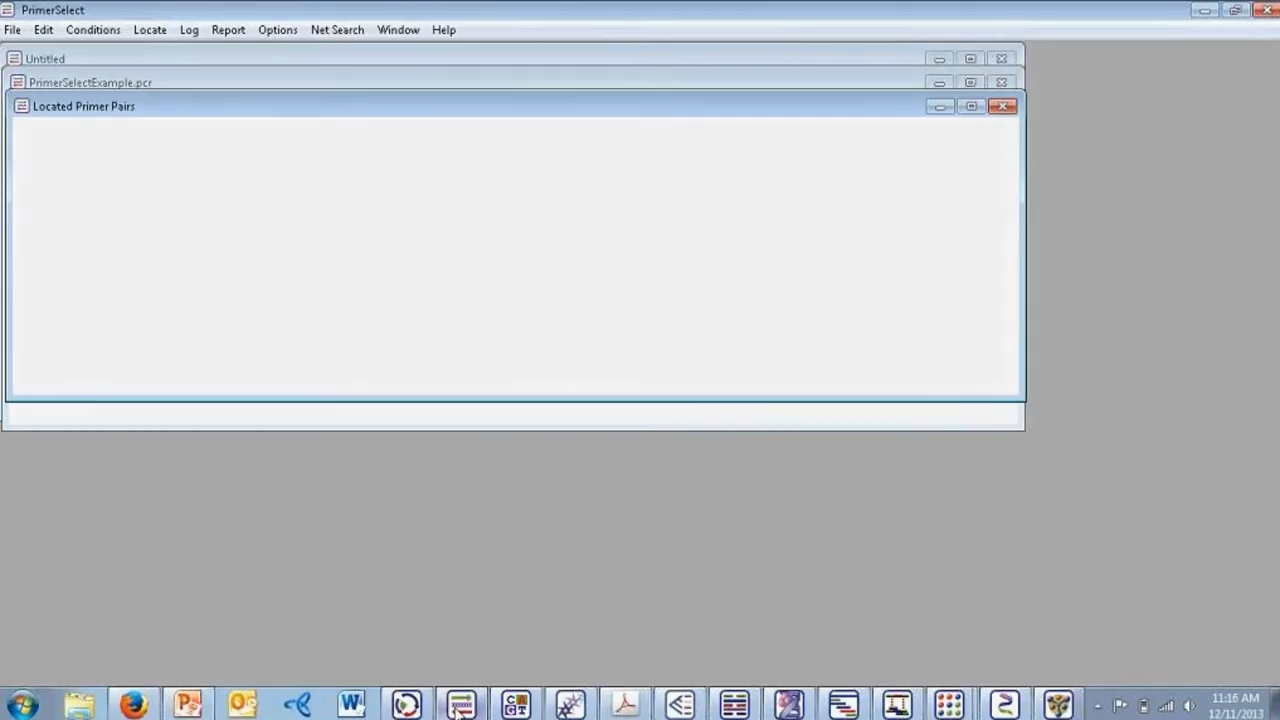 PrimerSelect
File Edit Conditions Locate Log Report Options Net Search Window Help
Untitled
PrimerSelectExample.pcr
Located Primer Pairs
11:16 AM
12/11/2013